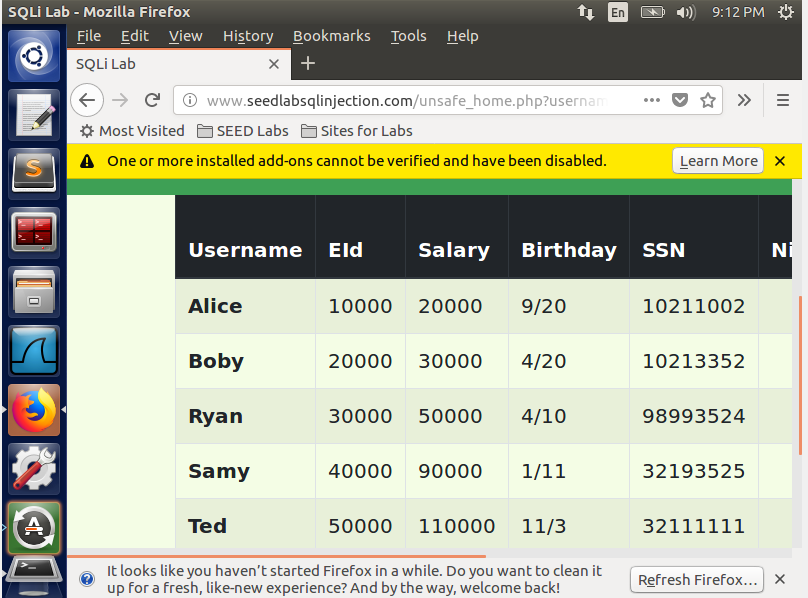 SQLi Lab - Mozilla Firefox
En
9:12 PM
File Edit View History Bookmarks Tools Help
SQLi Lab
www.seedlabsqlinjection.com/unsafe_home.php?usernam
Most Visited SEED Labs Sites for Labs
One or more installed add-ons cannot be verified and have been disabled. Learn More
Username EId Salary Birthday SSN Ni
Alice 10000 20000 9/20 10211002
Boby 20000 30000 4/20 10213352
Ryan 30000 50000 4/10 98993524
Samy 40000 90000 1/11 32193525
Ted 50000 110000 11/3 32111111
It looks like you haven't started Firefox in a while. Do you want to clean it
up for a fresh, like-new experience? And by the way, welcome back!
Refresh Firefox...